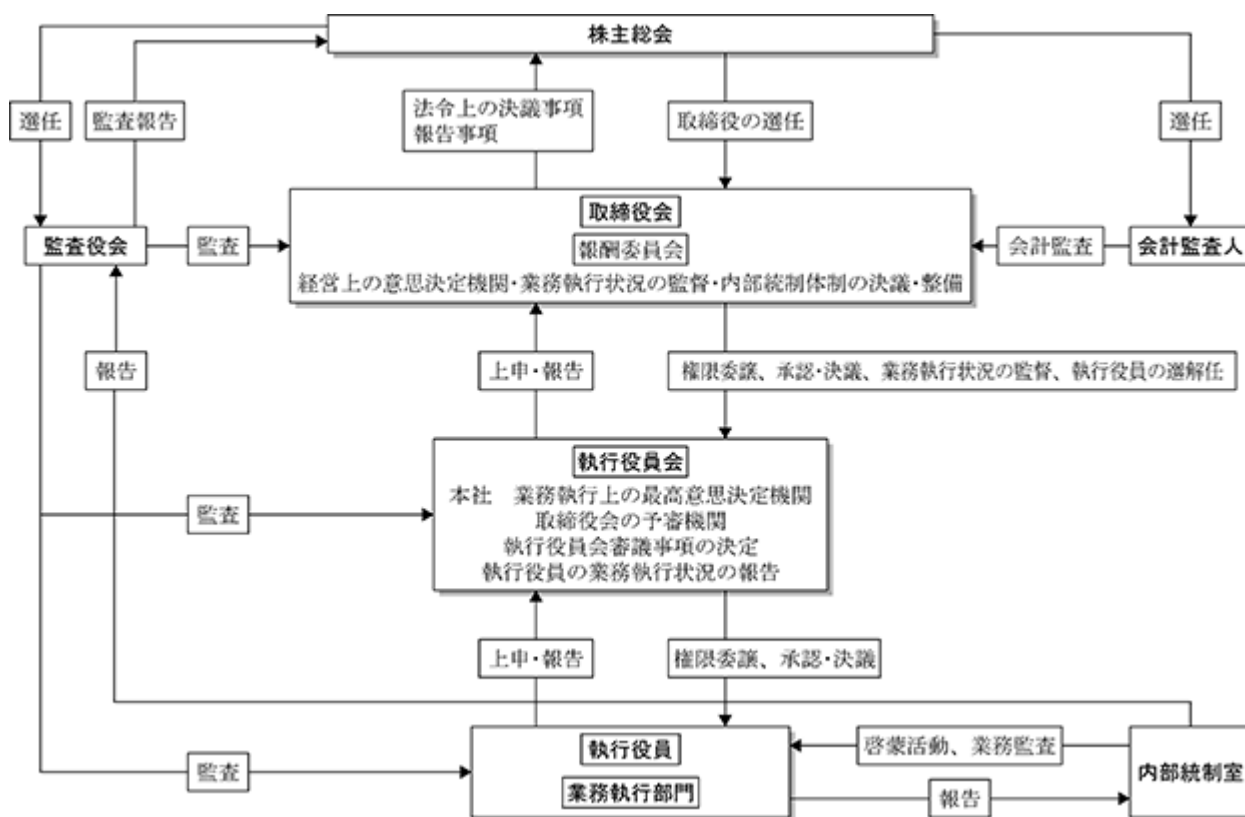 株主総会
選任
監査報告
法令上の決議事項
報告事項
取締役の選任
選任
取締役会
監査役会
監査
報酬委員会
会計監査
会計監査人
経営上の意思決定機関・業務執行状況の監督・内部統制体制の決議・整備
報告
上申・報告
権限委譲、承認・決議、業務執行状況の監督、執行役員の選解任
執行役員会
本社　業務執行上の最高意思決定機関
監査
取締役会の予審機関
執行役員会審議事項の決定
執行役員の業務執行状況の報告
上申・報告
権限委譲、承認・決議
執行役員
啓蒙活動、業務監査
監査
内部統制室
業務執行部門
報告